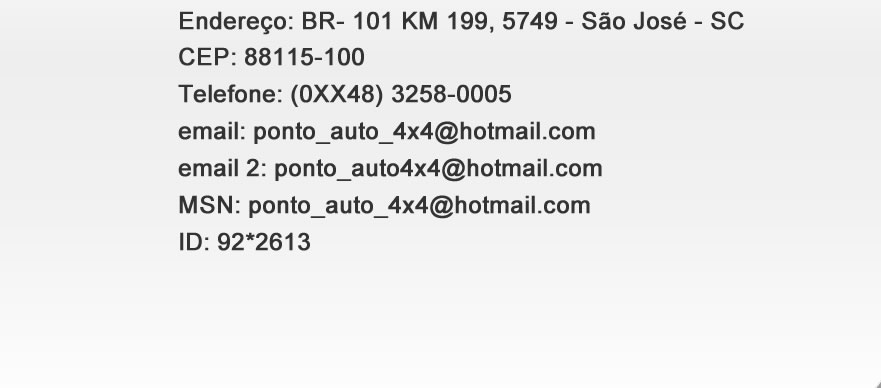 Endereço: BR- 101 KM 199, 5749 - São José - SC
CEP: 88115-100
Telefone: (0XX48) 3258-0005
email: ponto_auto_4x4@hotmail.com
email 2: ponto_auto4x4@hotmail.com
MSN: ponto_auto_4x4@hotmail.com
ID: 92*2613